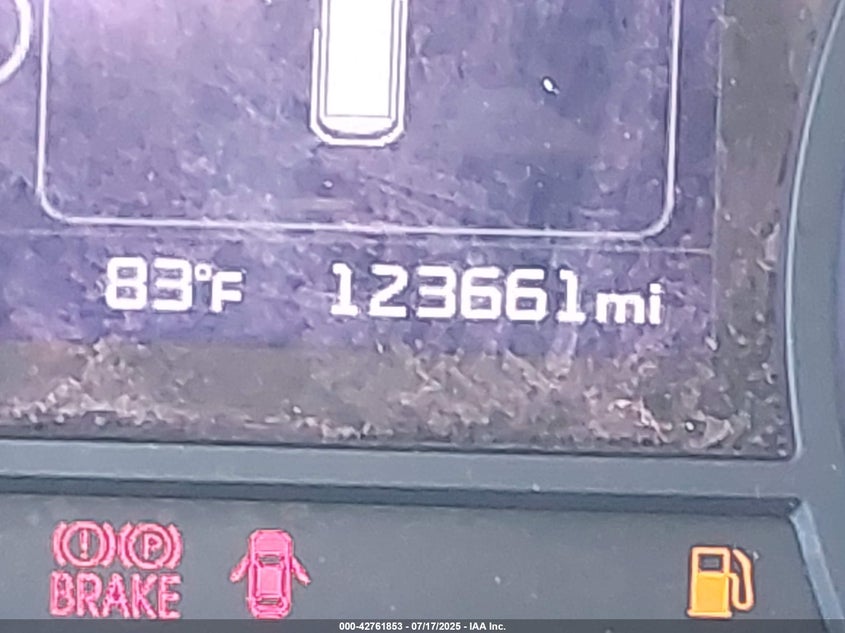 83°F 123661mi
(!) (P)
BRAKE
000-42761853 - 07/17/2025 - IAA Inc.